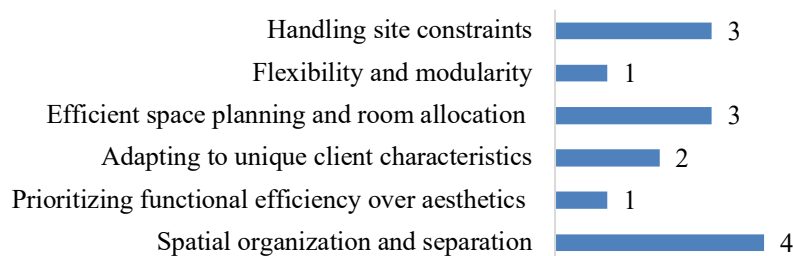 Handling site constraints 3
Flexibility and modularity 1
Efficient space planning and room allocation 3
Adapting to unique client characteristics 2
Prioritizing functional efficiency over aesthetics 1
Spatial organization and separation 4